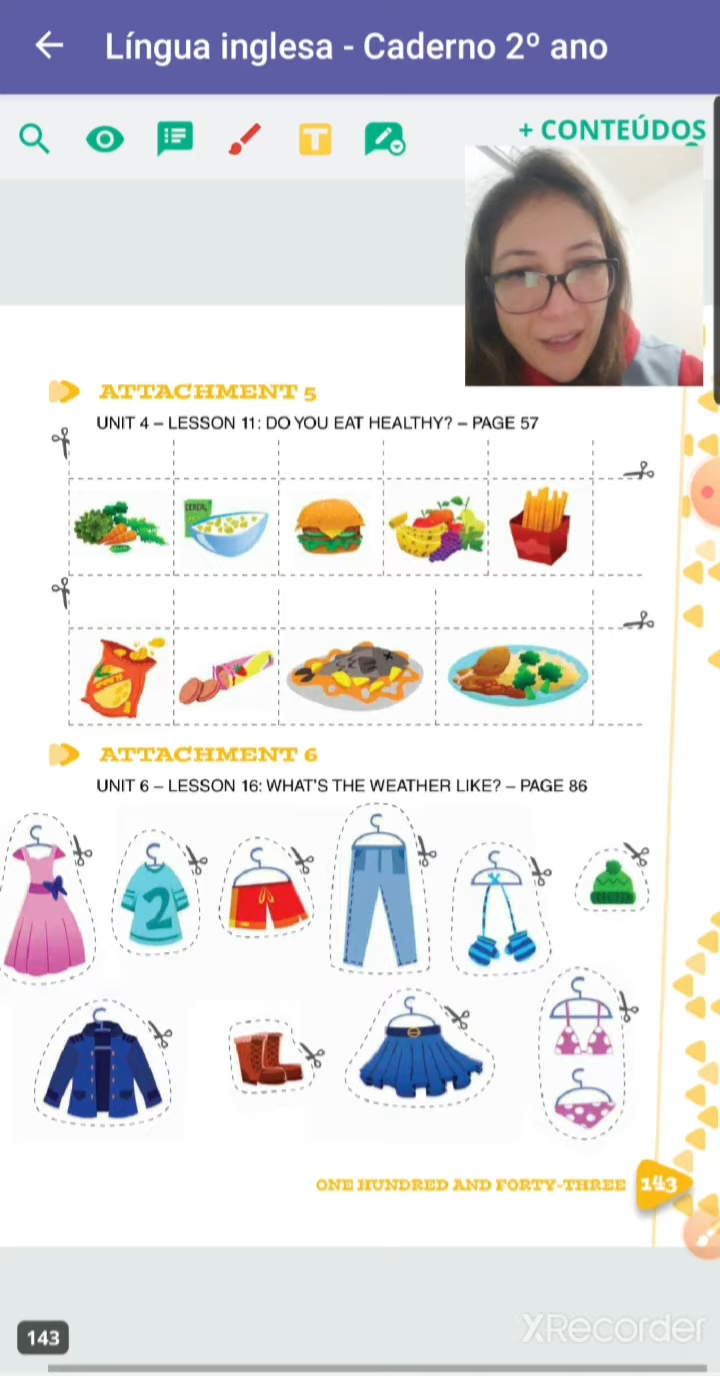 Língua inglesa - Caderno 2º ano
+ CONTEÚDOS
ATTACHMENT 5
UNIT 4 – LESSON 11: DO YOU EAT HEALTHY? – PAGE 57
CEREAL
ATTACHMENT 6
UNIT 6 – LESSON 16: WHAT'S THE WEATHER LIKE? – PAGE 86
2
ONE HUNDRED AND FORTY-THREE 143
143
XRecorder